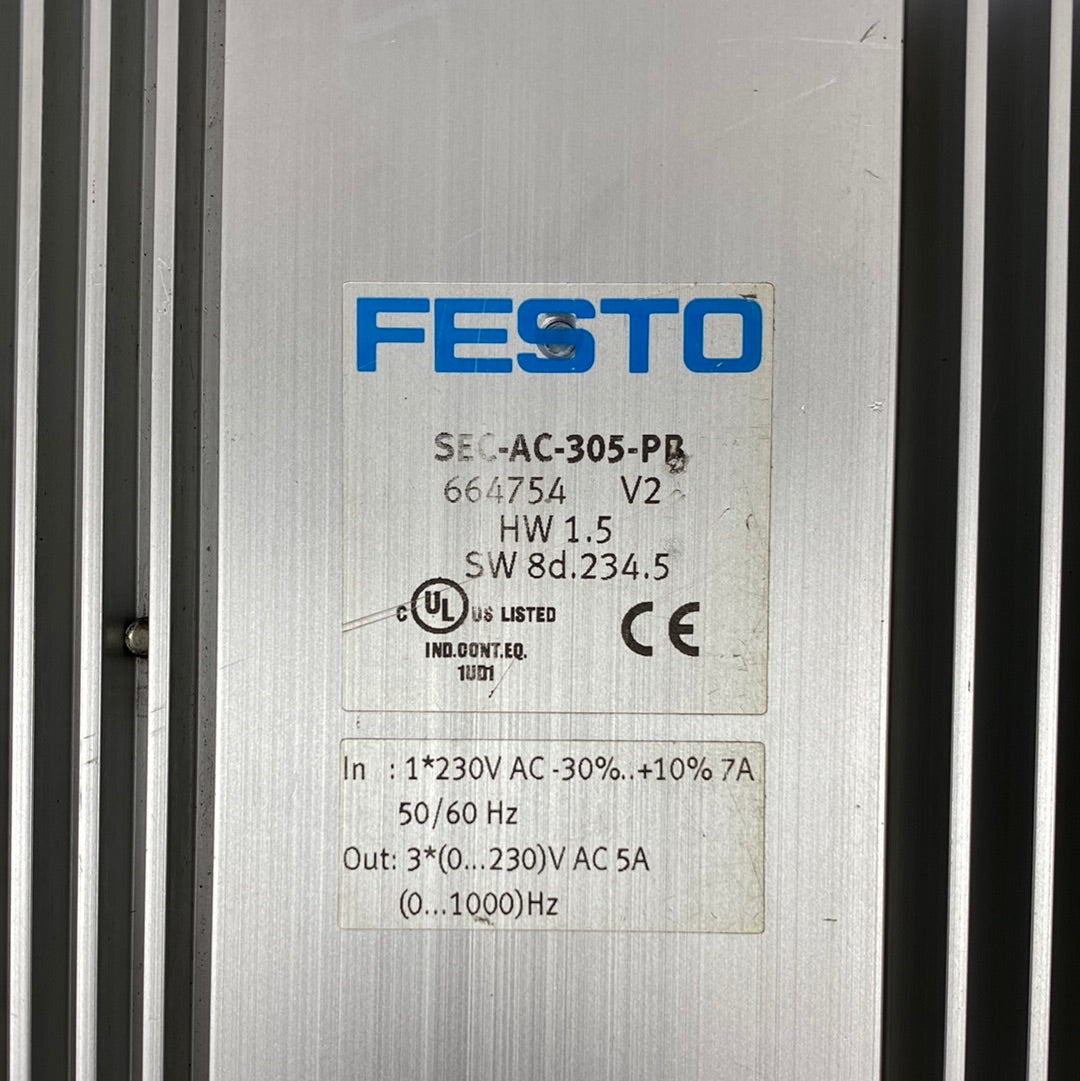 FESTO
SEC-AC-305-PB
664754 V2
HW 1.5
SW 8d.234.5
C UL US LISTED
CE
IND.CONT.EQ.
1UD1
In : 1*230V AC -30%..+10% 7A
50/60 Hz
Out: 3*(0...230)V AC 5A
(0...1000)Hz